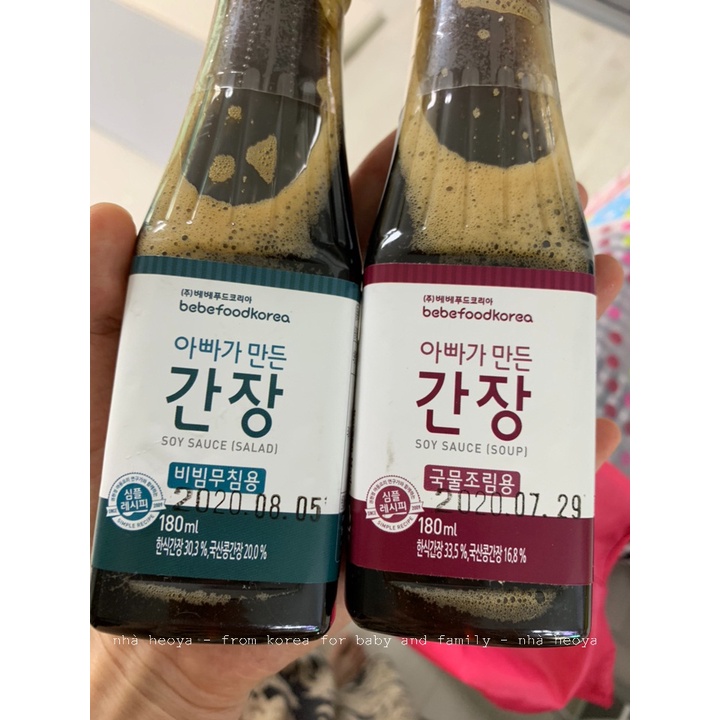 (주)베베푸드코리아
bebefoodkorea
아빠가 만든
간장
SOY SAUCE (SALAD)
비빔무침용
2020.08.05
심플
레시피
SIMPLE RECIPE
180ml
한식간장 30.3 %, 국산콩간장 20.0 %
(주)베베푸드코리아
bebefoodkorea
아빠가 만든
간장
SOY SAUCE (SOUP)
국물조림용
2020.07.29
심플
레시피
SIMPLE RECIPE
180ml
한식간장 33.5 %, 국산콩간장 16.8 %
nhà heoya - from korea for baby and family - nhà heoya